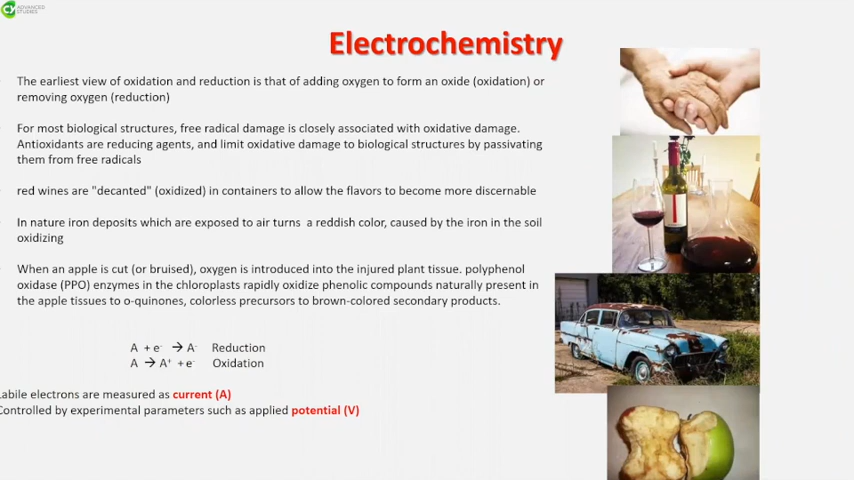 ADVANCED
STUDIES
Electrochemistry
The earliest view of oxidation and reduction is that of adding oxygen to form an oxide (oxidation) or
removing oxygen (reduction)
For most biological structures, free radical damage is closely associated with oxidative damage.
Antioxidants are reducing agents, and limit oxidative damage to biological structures by passivating
them from free radicals
red wines are "decanted" (oxidized) in containers to allow the flavors to become more discernable
In nature iron deposits which are exposed to air turns a reddish color, caused by the iron in the soil
oxidizing
When an apple is cut (or bruised), oxygen is introduced into the injured plant tissue. polyphenol
oxidase (PPO) enzymes in the chloroplasts rapidly oxidize phenolic compounds naturally present in
the apple tissues to o-quinones, colorless precursors to brown-colored secondary products.
A + e⁻ → A⁻ Reduction
A → A⁺ + e⁻ Oxidation
Labile electrons are measured as current (A)
Controlled by experimental parameters such as applied potential (V)